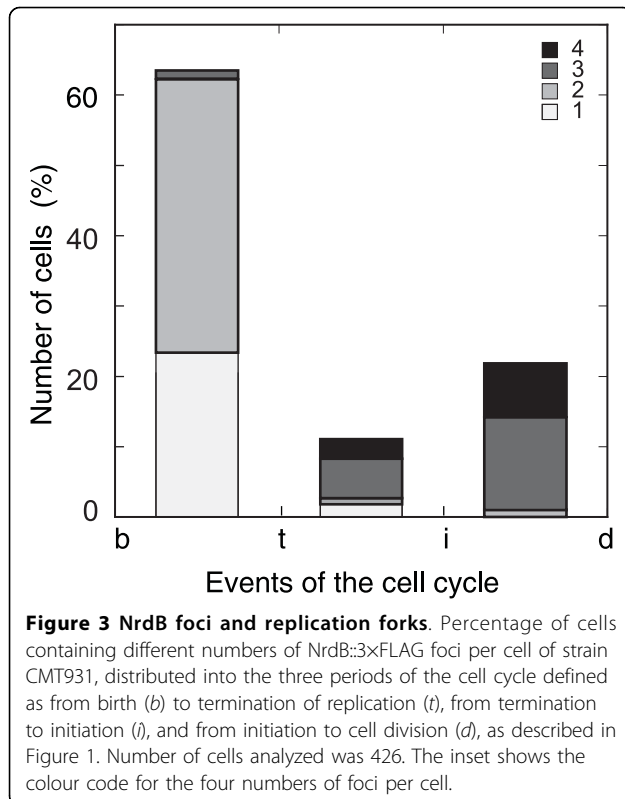 4
3
2
1
60
40
20
0
Number of cells (%)
b t i d
Events of the cell cycle
Figure 3 NrdB foci and replication forks. Percentage of cells
containing different numbers of NrdB::3×FLAG foci per cell of strain
CMT931, distributed into the three periods of the cell cycle defined
as from birth (b) to termination of replication (t), from termination
to initiation (i), and from initiation to cell division (d), as described in
Figure 1. Number of cells analyzed was 426. The inset shows the
colour code for the four numbers of foci per cell.